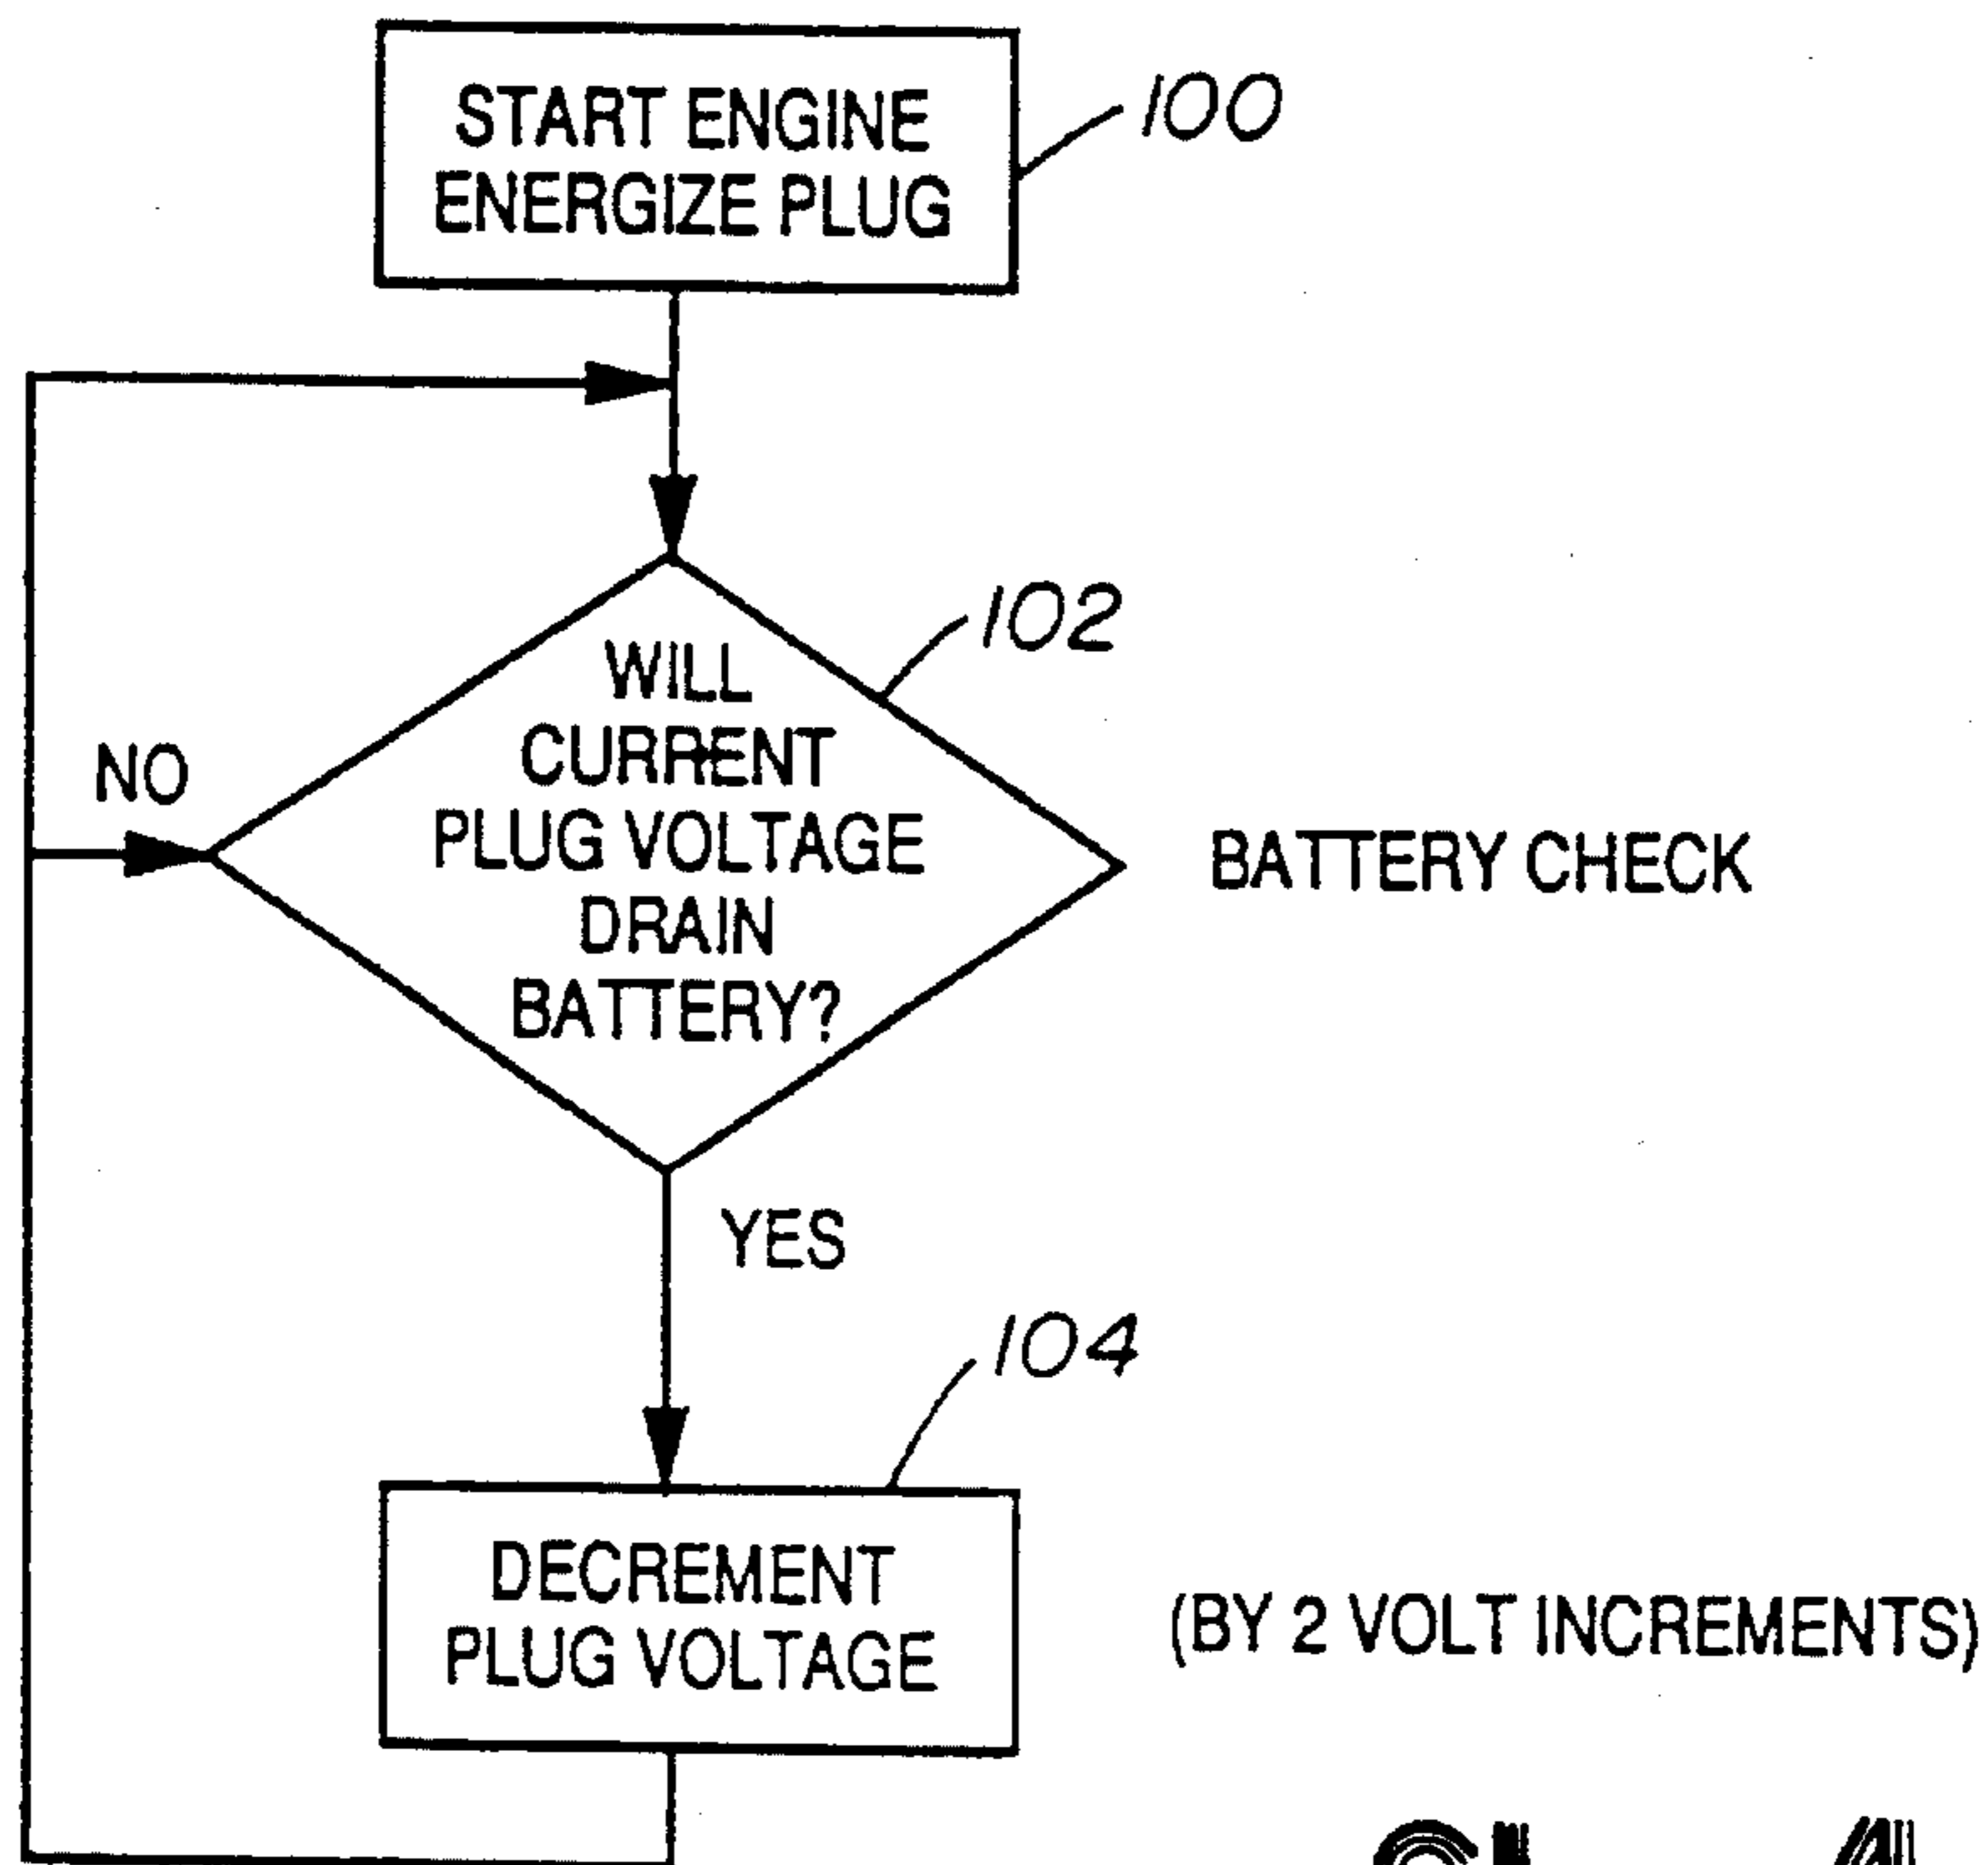 START ENGINE
ENERGIZE PLUG
100
102
WILL
CURRENT
PLUG VOLTAGE
DRAIN
BATTERY?
NO
BATTERY CHECK
YES
104
DECREMENT
PLUG VOLTAGE
(BY 2 VOLT INCREMENTS)